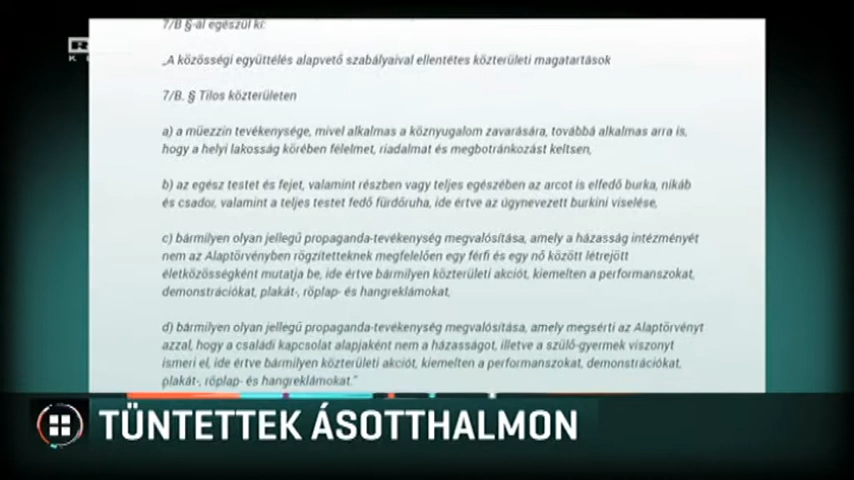 7/B §-al egészül ki:
„A közösségi együttélés alapvető szabályaival ellentétes közterületi magatartások
7/B. § Tilos közterületen
a) a müezzin tevékenysége, mivel alkalmas a köznyugalom zavarására, továbbá alkalmas arra is,
hogy a helyi lakosság körében félelmet, riadalmat és megbotránkozást keltsen,
b) az egész testet és fejet, valamint részben vagy teljes egészében az arcot is elfedő burka, nikáb
és csador, valamint a teljes testet fedő fürdőruha, ide értve az úgynevezett burkini viselése,
c) bármilyen olyan jellegű propaganda-tevékenység megvalósítása, amely a házasság intézményét
nem az Alaptörvényben rögzítetteknek megfelelően egy férfi és egy nő között létrejött
életközösségként mutatja be, ide értve bármilyen közterületi akciót, kiemelten a performanszokat,
demonstrációkat, plakát-, röplap- és hangreklámokat,
d) bármilyen olyan jellegű propaganda-tevékenység megvalósítása, amely megsérti az Alaptörvényt
azzal, hogy a családi kapcsolat alapjaként nem a házasságot, illetve a szülő-gyermek viszonyt
ismeri el, ide értve bármilyen közterületi akciót, kiemelten a performanszokat, demonstrációkat,
plakát-, röplap- és hangreklámokat.”
TÜNTETTEK ÁSOTTHALMON